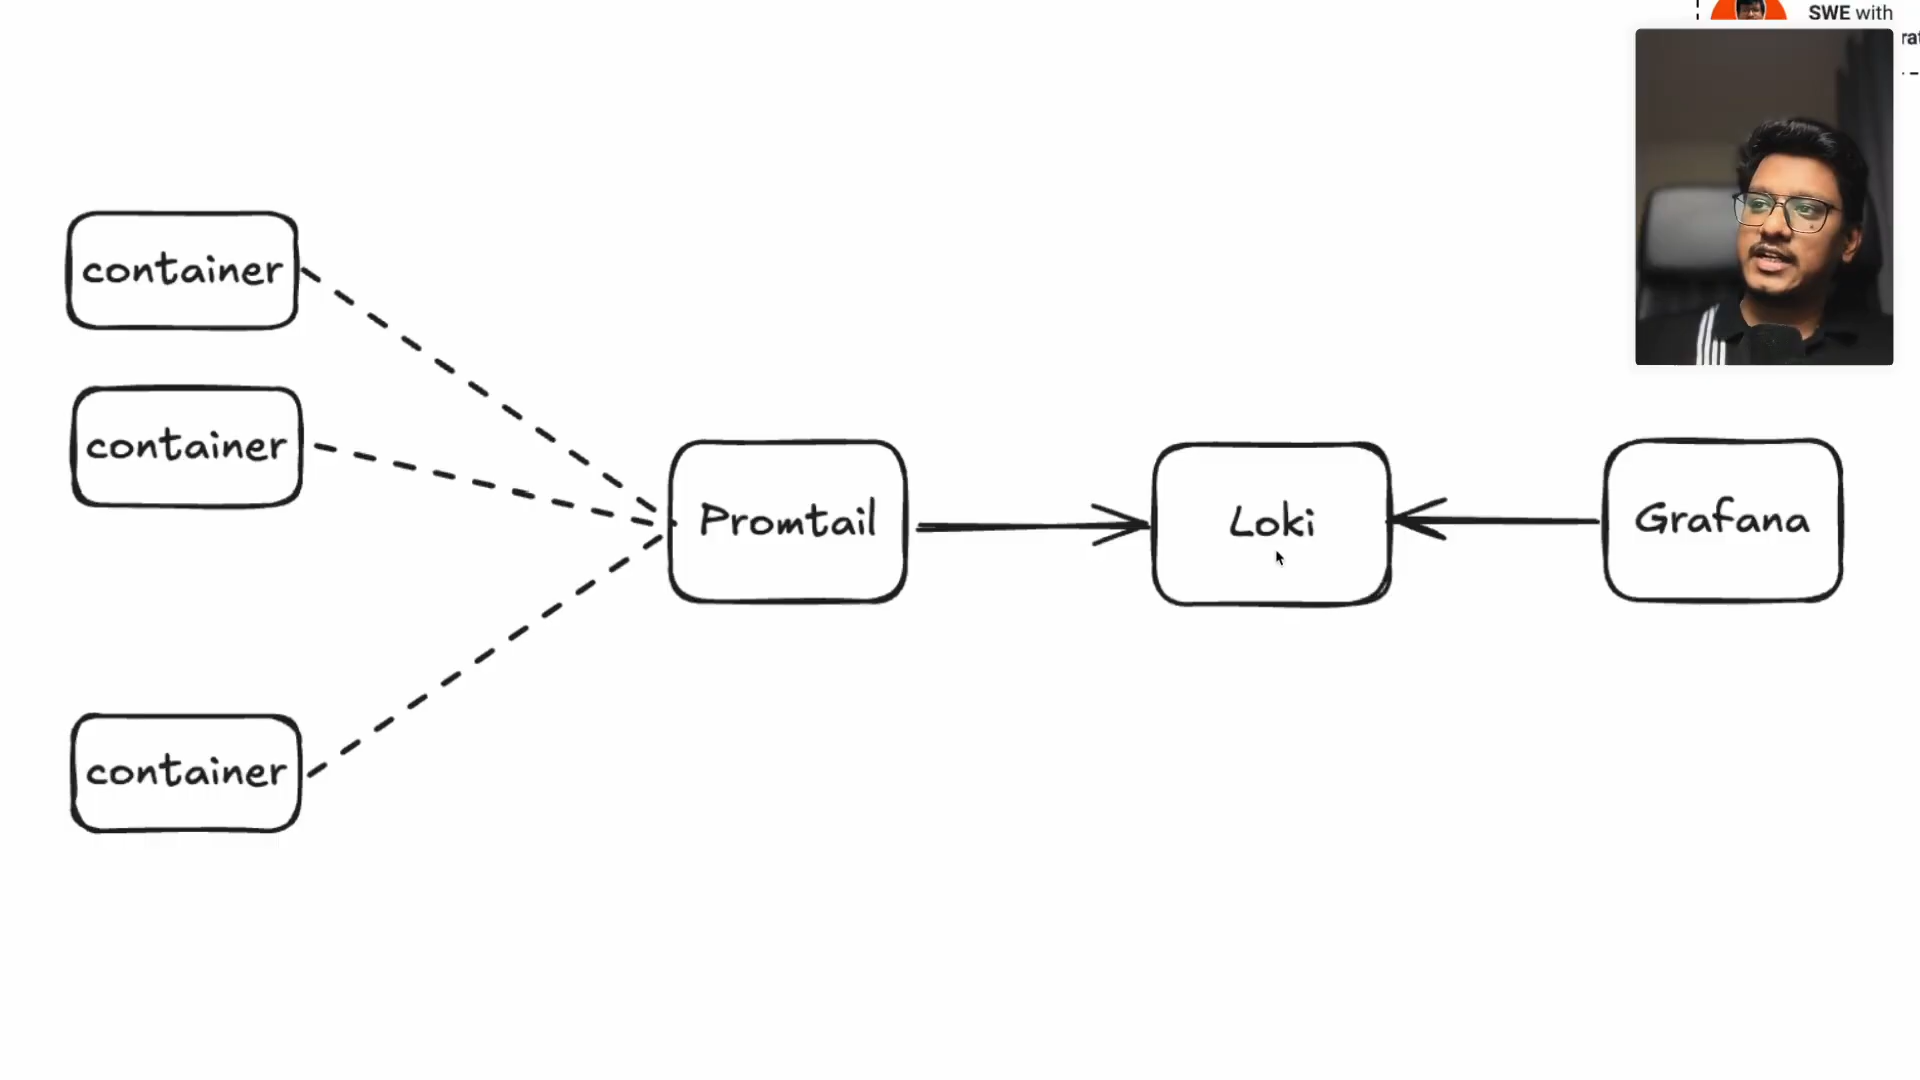 SWE with
container
container
Promtail
Loki
Grafana
container